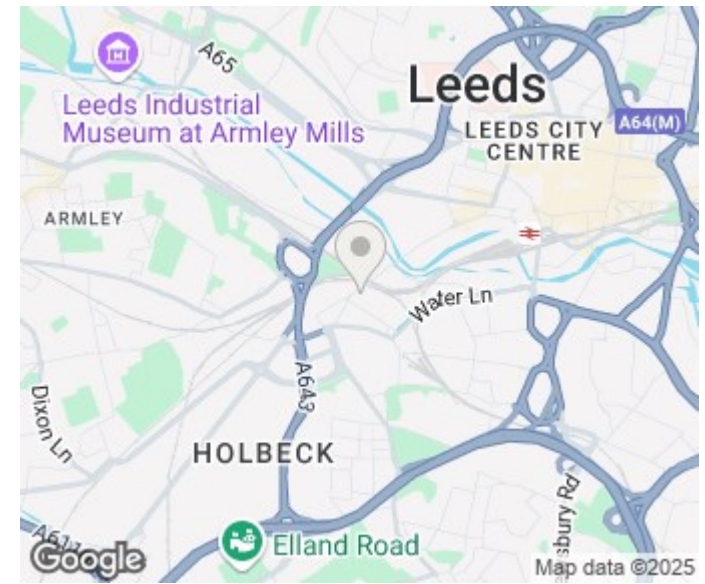 A65
Leeds
Leeds Industrial
Museum at Armley Mills
LEEDS CITY
CENTRE
A64(M)
ARMLEY
Water Ln
A643
Dixon Ln
HOLBECK
Elland Road
Google
Map data ©2025